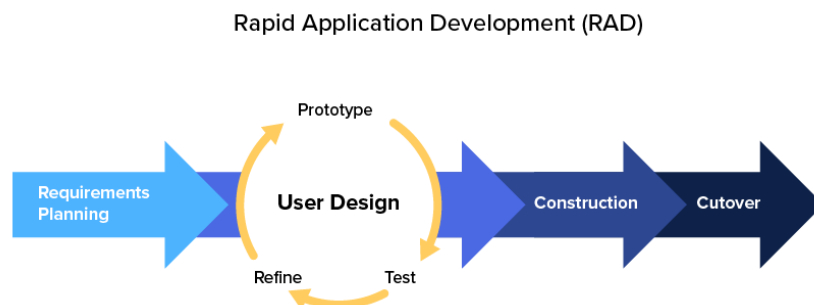 Rapid Application Development (RAD)
Prototype
Requirements
Planning
User Design
Construction
Cutover
Refine
Test